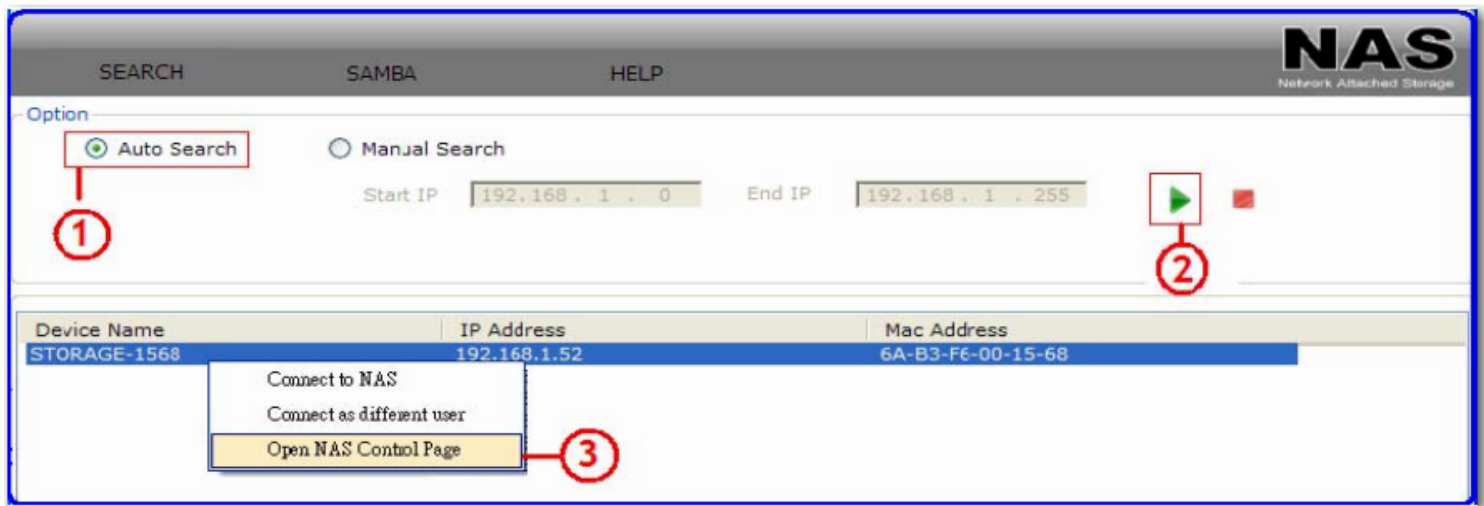 NAS
SEARCH SAMBA HELP
Network Attached Storage
Option
Auto Search Manual Search
Start IP 192.168. 1 . 0 End IP 192.168. 1 . 255
1
2
Device Name IP Address Mac Address
STORAGE-1568 192.168.1.52 6A-B3-F6-00-15-68
Connect to NAS
Connect as different user
Open NAS Control Page
3